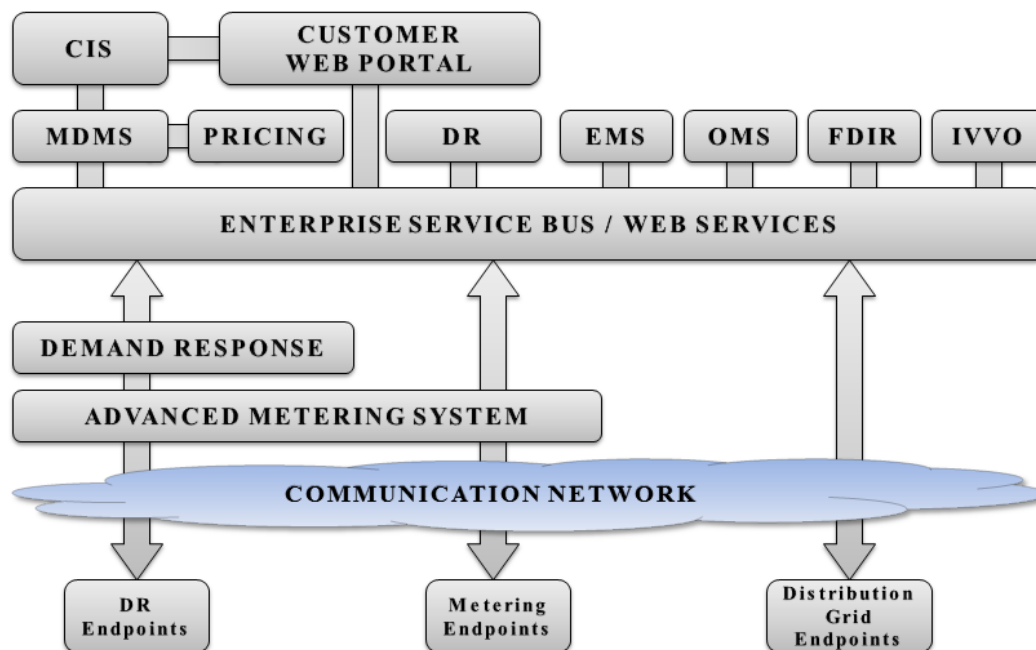 CIS
CUSTOMER
WEB PORTAL
MDMS
PRICING
DR
EMS
OMS
FDIR
IVVO
ENTERPRISE SERVICE BUS / WEB SERVICES
DEMAND RESPONSE
ADVANCED METERING SYSTEM
COMMUNICATION NETWORK
DR
Endpoints
Metering
Endpoints
Distribution
Grid
Endpoints